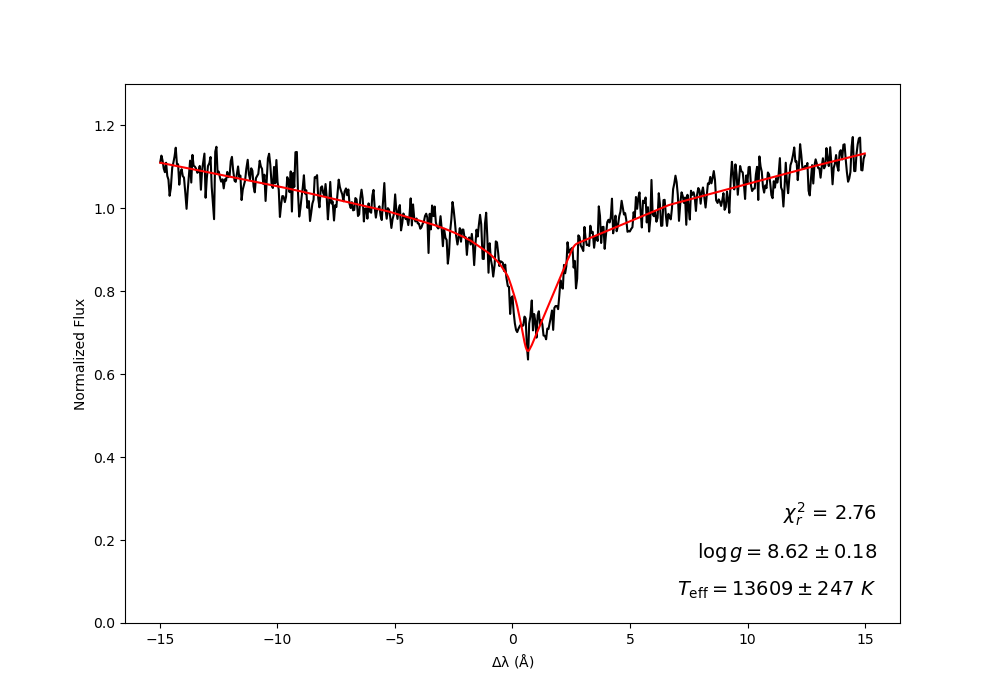 1.2
1.0
0.8
0.6
0.4
0.2
0.0
Normalized Flux
χ²ᵣ = 2.76
log g = 8.62 ± 0.18
T_eff = 13609 ± 247 K
−15 −10 −5 0 5 10 15
Δλ (Å)